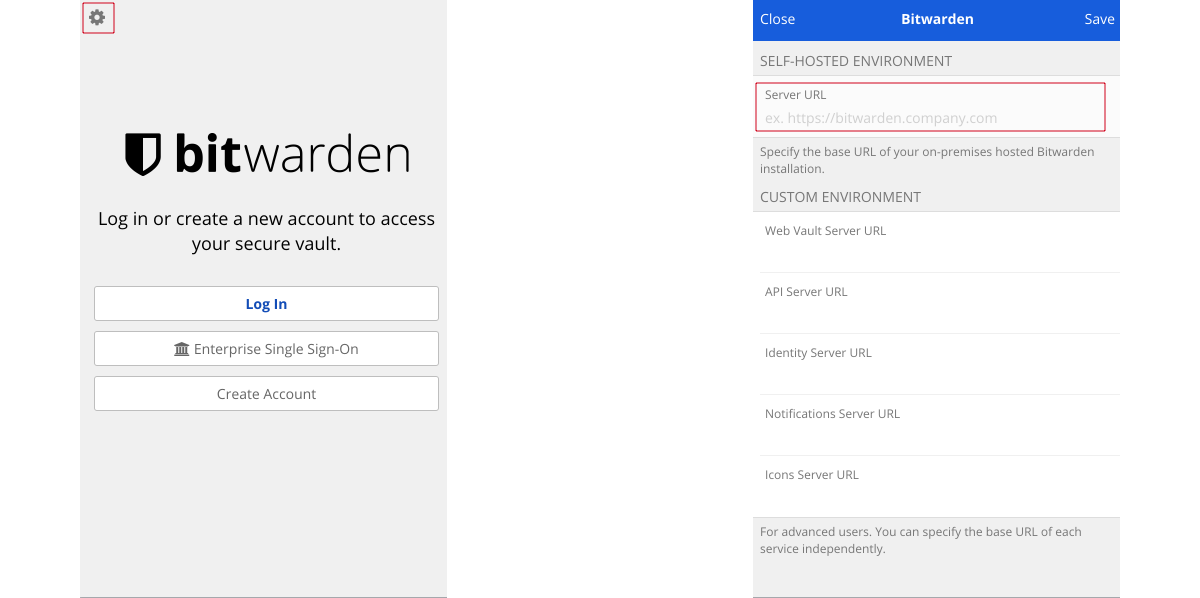 bitwarden
Log in or create a new account to access
your secure vault.
Log In
Enterprise Single Sign-On
Create Account
Close
Bitwarden
Save
SELF-HOSTED ENVIRONMENT
Server URL
ex. https://bitwarden.company.com
Specify the base URL of your on-premises hosted Bitwarden
installation.
CUSTOM ENVIRONMENT
Web Vault Server URL
API Server URL
Identity Server URL
Notifications Server URL
Icons Server URL
For advanced users. You can specify the base URL of each
service independently.